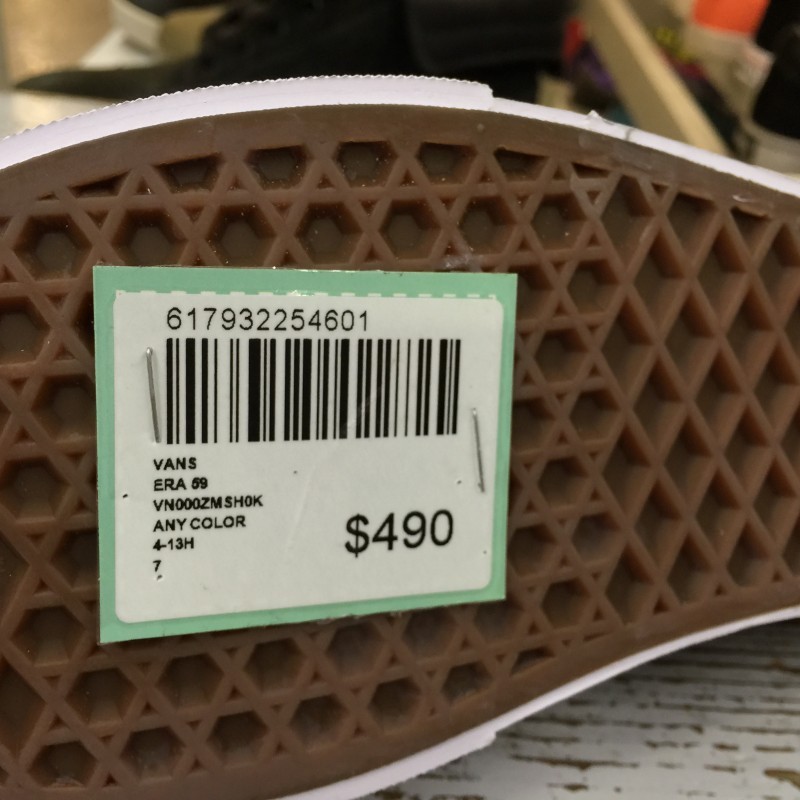 617932254601
VANS
ERA 59
VN000ZMSH0K
ANY COLOR
4-13H
7
$490